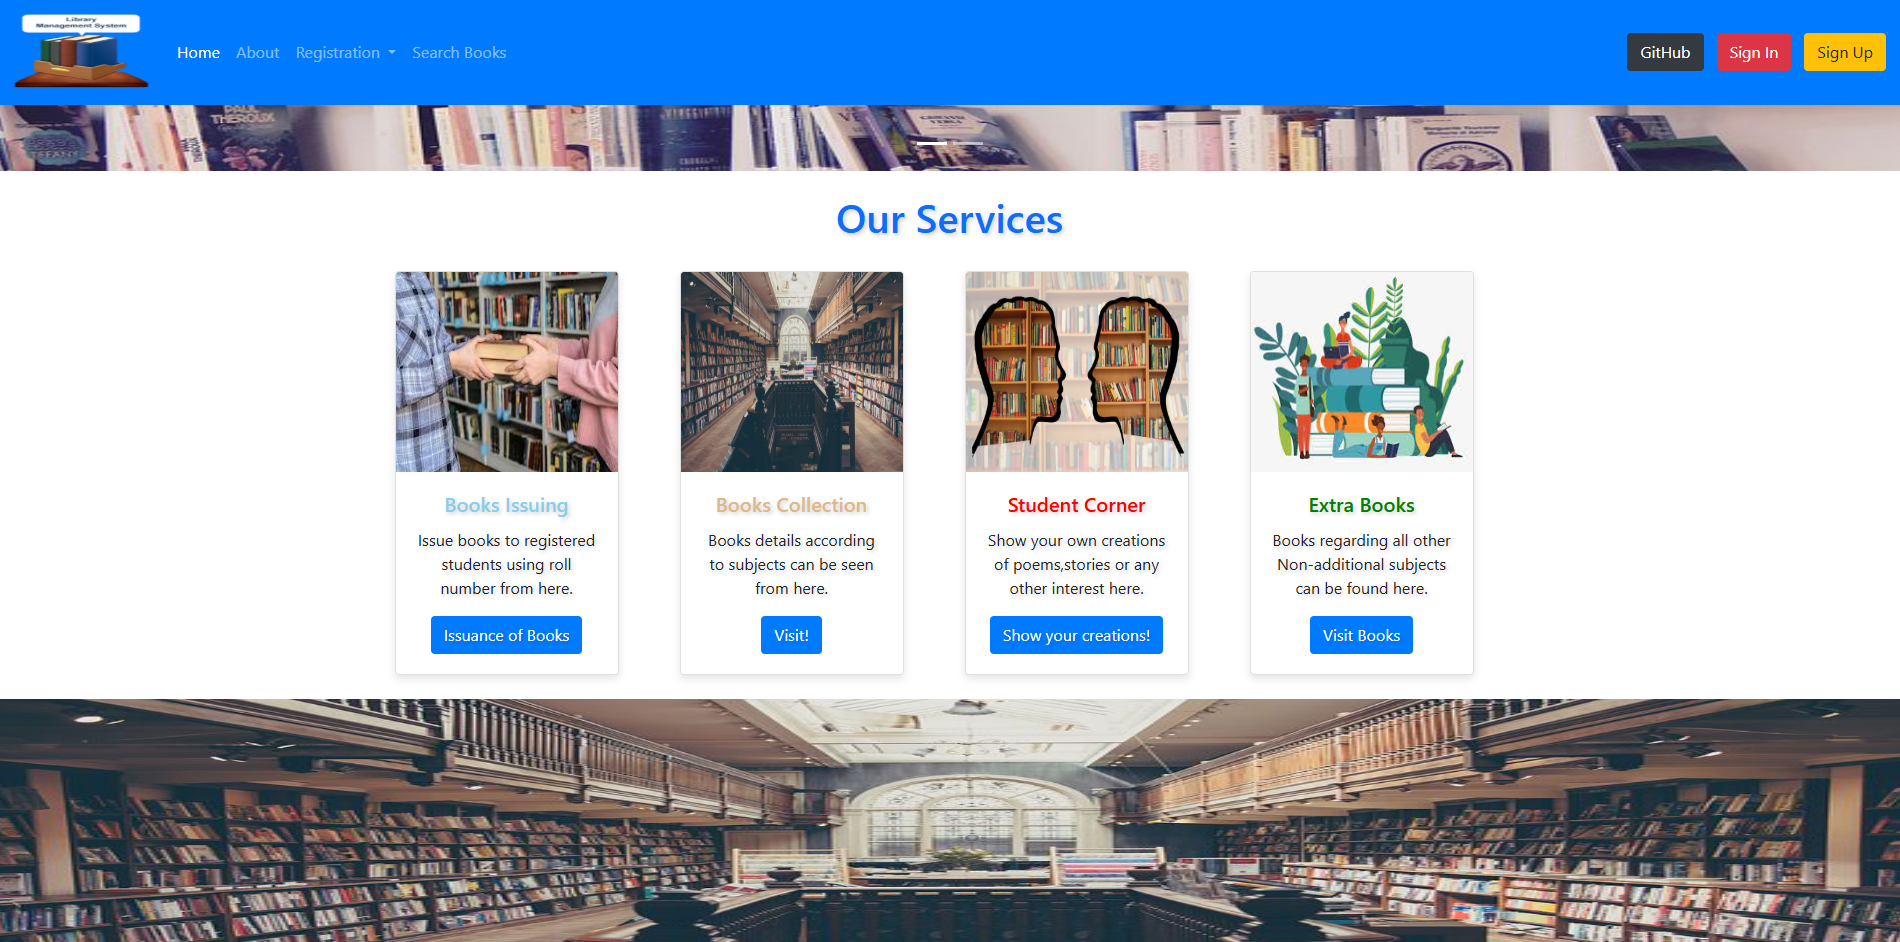 Library
Management System
Home
About
Registration
Search Books
GitHub
Sign In
Sign Up
PAUL
THEROUX
Our Services
Books Issuing
Issue books to registered
students using roll
number from here.
Issuance of Books
Books Collection
Books details according
to subjects can be seen
from here.
Visit!
Student Corner
Show your own creations
of poems,stories or any
other interest here.
Show your creations!
Extra Books
Books regarding all other
Non-additional subjects
can be found here.
Visit Books